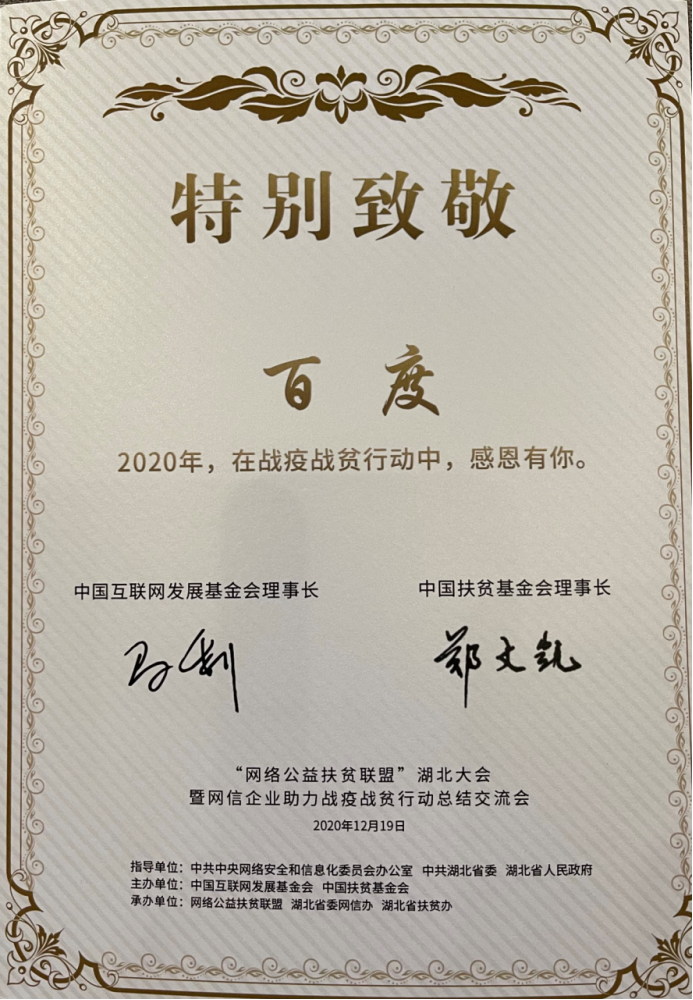 特别致敬
百度
2020年，在战疫战贫行动中，感恩有你。
中国互联网发展基金会理事长 中国扶贫基金会理事长
马利 郑文凯
“网络公益扶贫联盟”湖北大会
暨网信企业助力战疫战贫行动总结交流会
2020年12月19日
指导单位：中共中央网络安全和信息化委员会办公室 中共湖北省委 湖北省人民政府
主办单位：中国互联网发展基金会 中国扶贫基金会
承办单位：网络公益扶贫联盟 湖北省委网信办 湖北省扶贫办